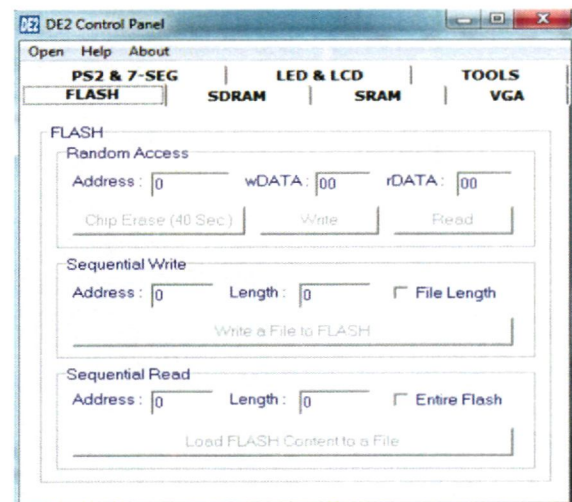 DE2 DE2 Control Panel
Open Help About
PS2 & 7-SEG LED & LCD TOOLS
FLASH SDRAM SRAM VGA
FLASH
Random Access
Address : 0 wDATA : 00 rDATA : 00
Chip Erase (40 Sec.) Write Read
Sequential Write
Address : 0 Length : 0 File Length
Write a File to FLASH
Sequential Read
Address : 0 Length : 0 Entire Flash
Load FLASH Content to a File